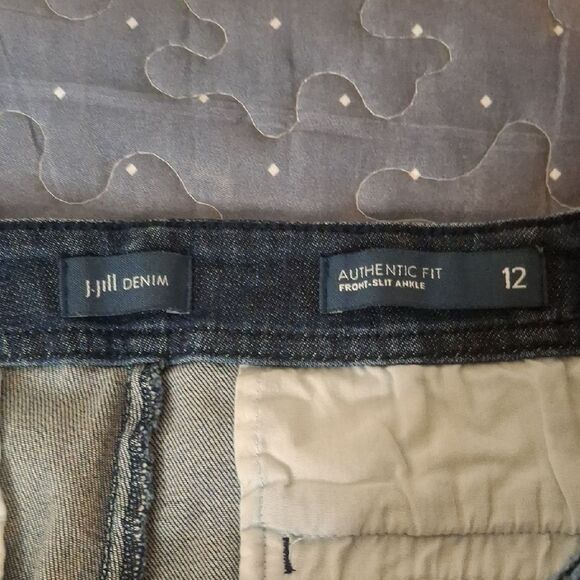 J.Jill DENIM
AUTHENTIC FIT
FRONT-SLIT ANKLE
12